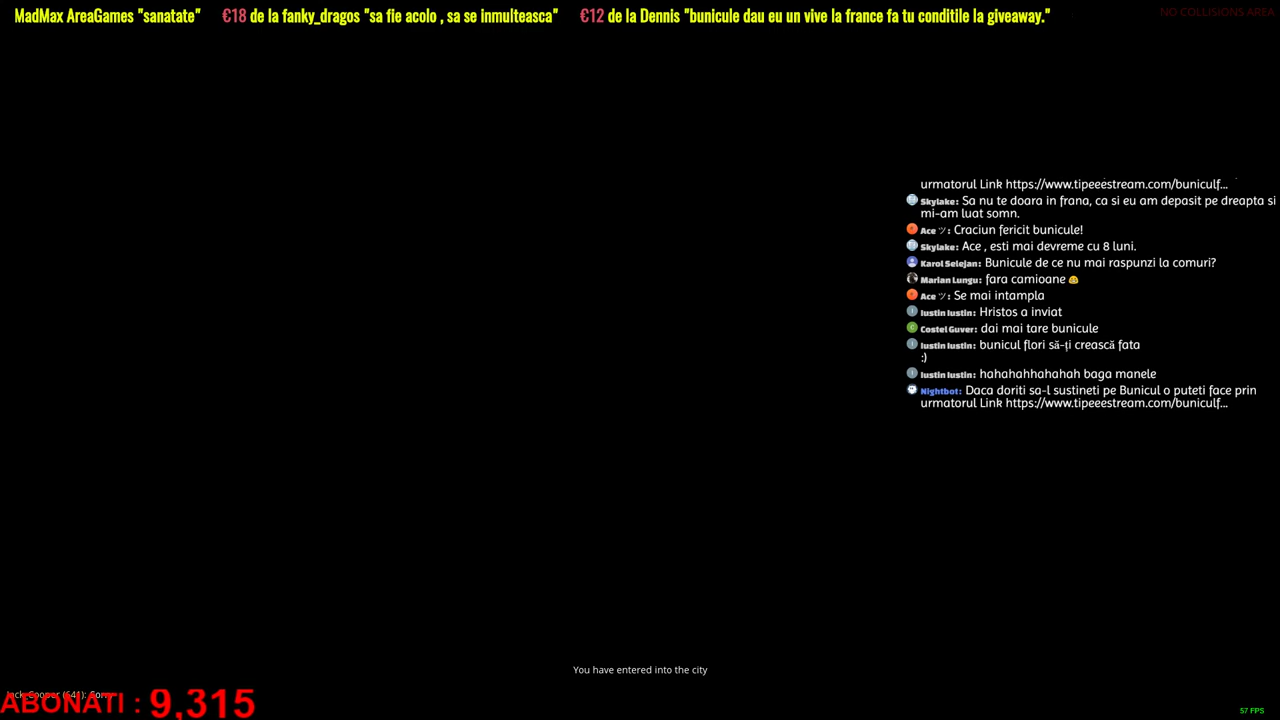 MadMax AreaGames "sanatate" €18 de la fanky_dragos "sa fie acolo , sa se inmulteasca" €12 de la Dennis "bunicule dau eu un vive la france fa tu conditile la giveaway."
NO COLLISIONS AREA
urmatorul Link https://www.tipeeestream.com/buniculf...
Skylake: Sa nu te doara in frana, ca si eu am depasit pe dreapta si
mi-am luat somn.
Ace ツ: Craciun fericit bunicule!
Skylake: Ace , esti mai devreme cu 8 luni.
Karol Selejan: Bunicule de ce nu mai raspunzi la comuri?
Marian Lungu: fara camioane
Ace ツ: Se mai intampla
Iustin Iustin: Hristos a inviat
Costel Guver: dai mai tare bunicule
Iustin Iustin: bunicul flori să-ți crească fata
:)
Iustin Iustin: hahahahhahahah baga manele
Nightbot: Daca doriti sa-l sustineti pe Bunicul o puteti face prin
urmatorul Link https://www.tipeeestream.com/buniculf...
You have entered into the city
Jack Cooper (641):
ABONATI : 9,315
57 FPS